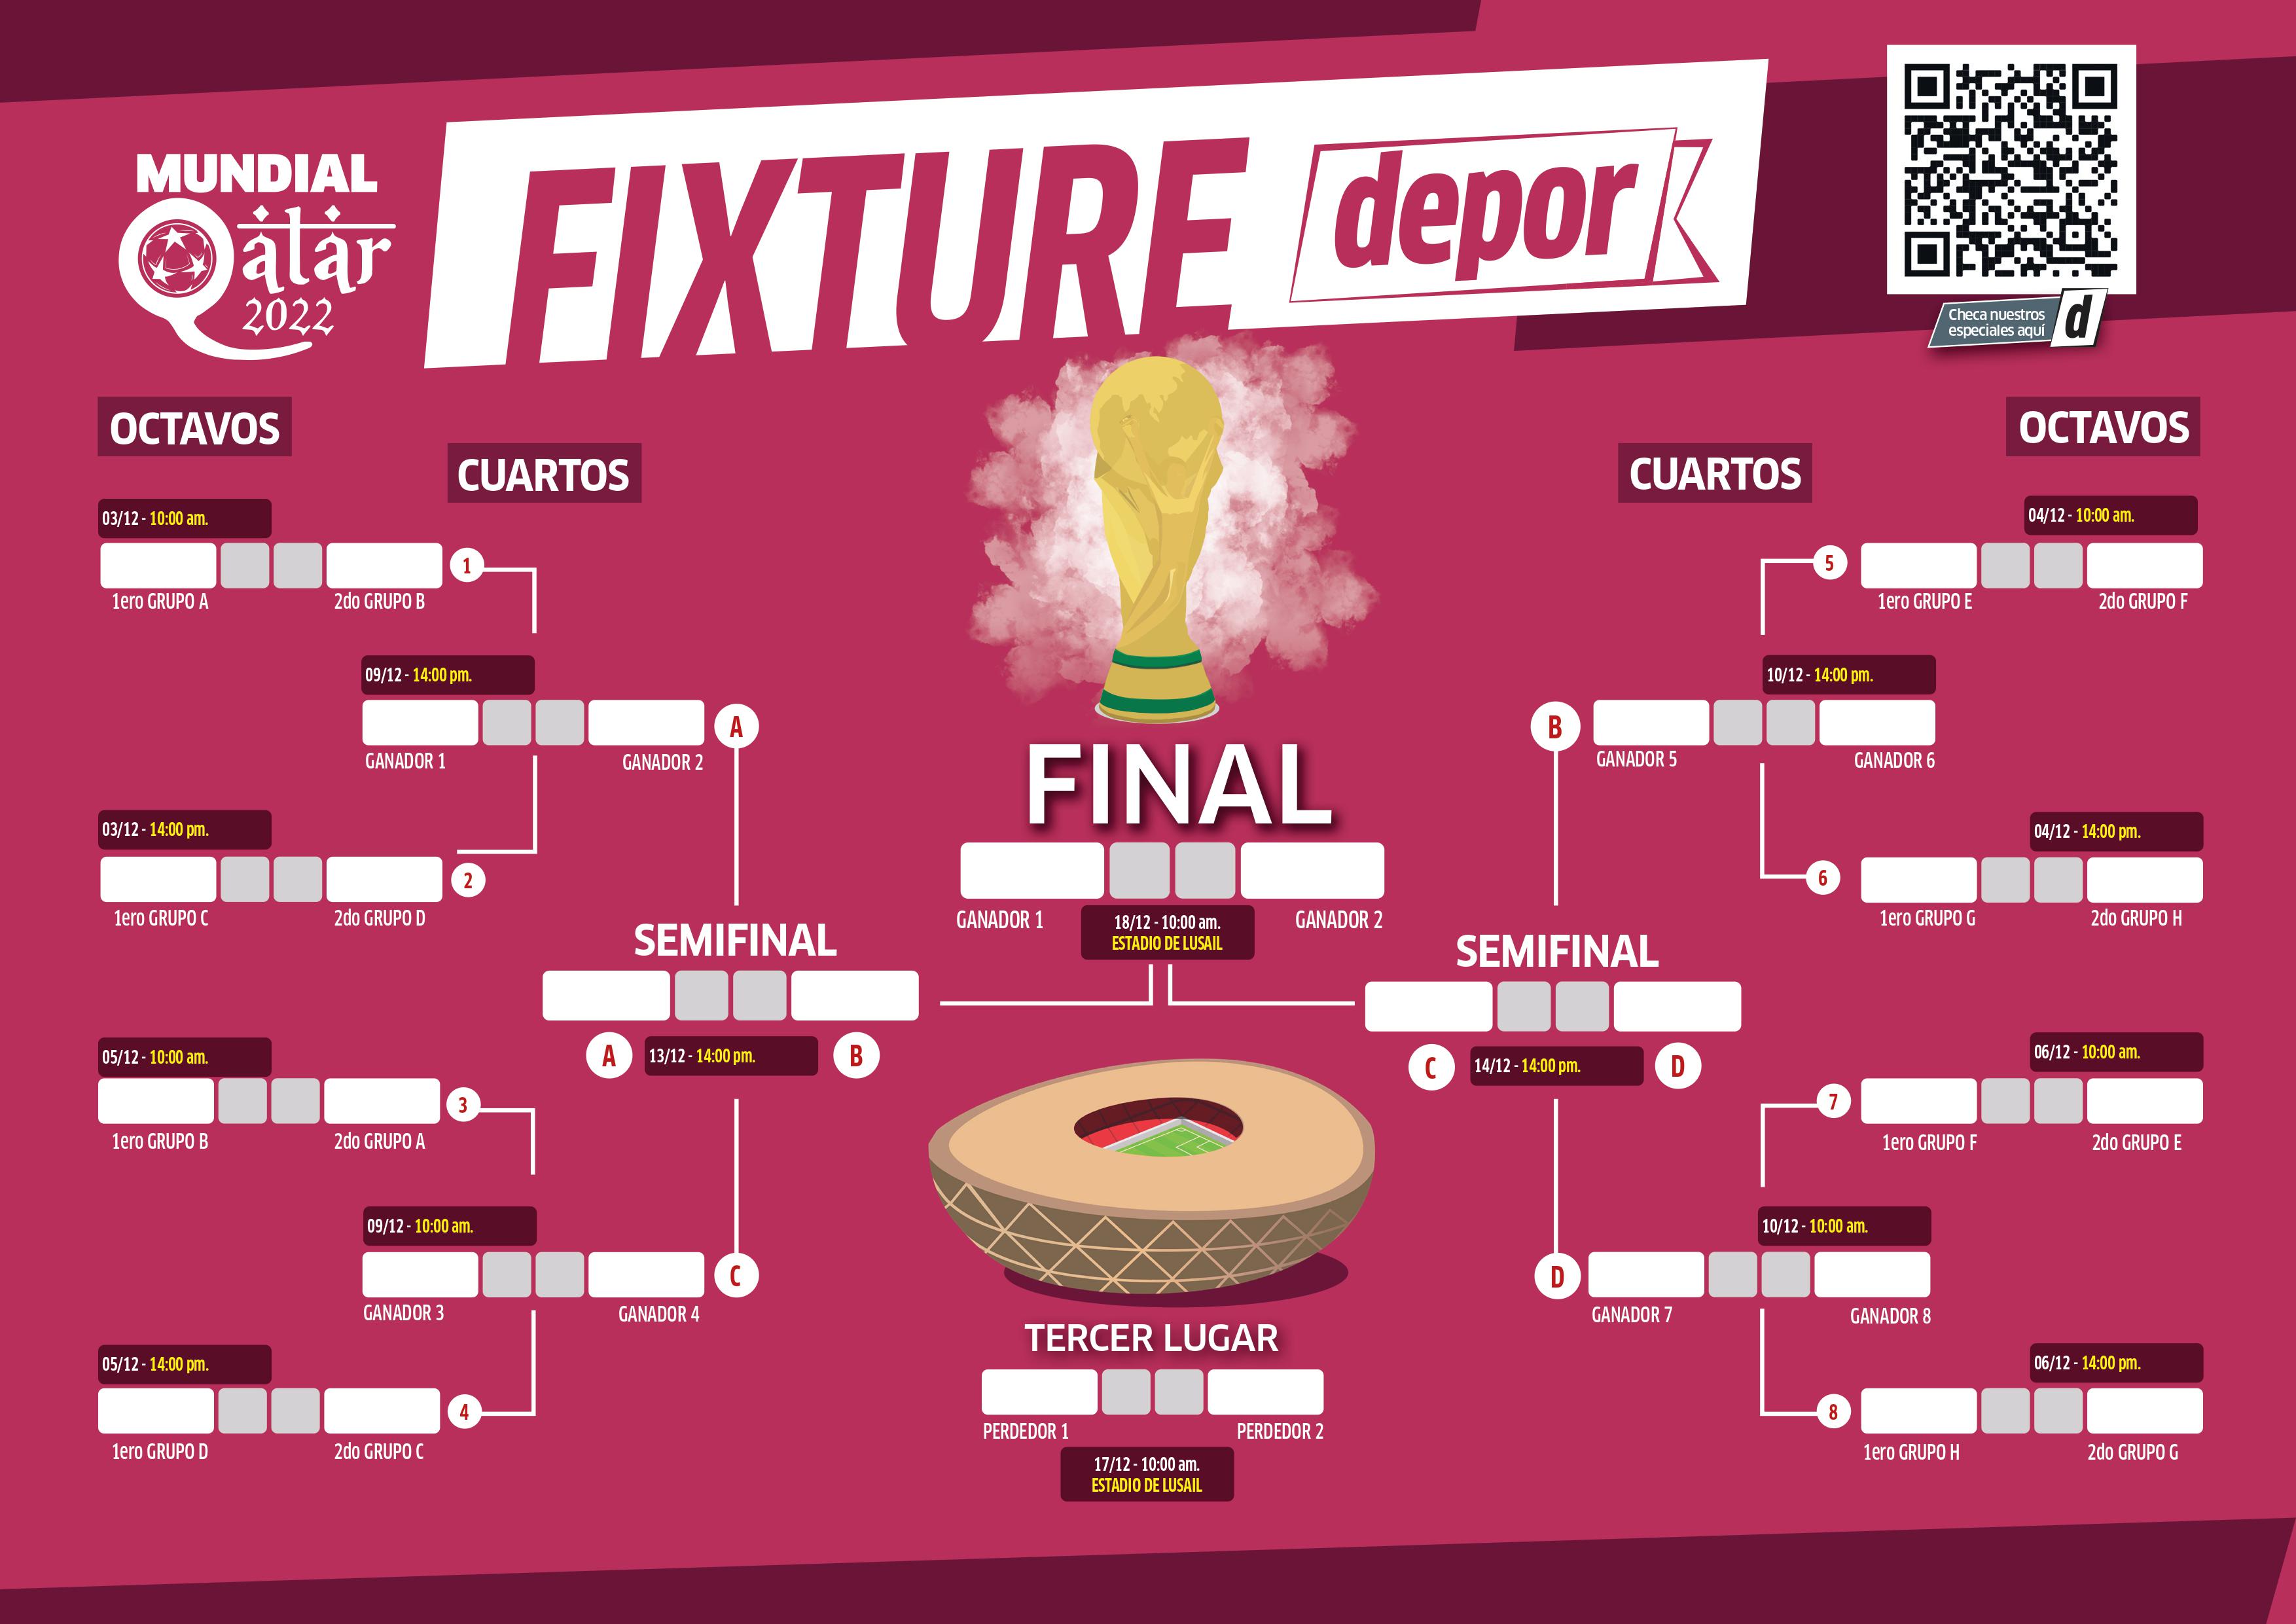 MUNDIAL
Qatar
2022
FIXTURE
depor
Checa nuestros
especiales aquí
d
OCTAVOS
CUARTOS
03/12 - 10:00 am.
1
1ero GRUPO A
2do GRUPO B
09/12 - 14:00 pm.
A
GANADOR 1
GANADOR 2
03/12 - 14:00 pm.
2
1ero GRUPO C
2do GRUPO D
SEMIFINAL
A
13/12 - 14:00 pm.
B
05/12 - 10:00 am.
3
1ero GRUPO B
2do GRUPO A
09/12 - 10:00 am.
C
GANADOR 3
GANADOR 4
05/12 - 14:00 pm.
4
1ero GRUPO D
2do GRUPO C
FINAL
GANADOR 1
18/12 - 10:00 am.
ESTADIO DE LUSAIL
GANADOR 2
TERCER LUGAR
PERDEDOR 1
PERDEDOR 2
17/12 - 10:00 am.
ESTADIO DE LUSAIL
CUARTOS
OCTAVOS
04/12 - 10:00 am.
5
1ero GRUPO E
2do GRUPO F
10/12 - 14:00 pm.
B
GANADOR 5
GANADOR 6
04/12 - 14:00 pm.
6
1ero GRUPO G
2do GRUPO H
SEMIFINAL
C
14/12 - 14:00 pm.
D
06/12 - 10:00 am.
7
1ero GRUPO F
2do GRUPO E
10/12 - 10:00 am.
D
GANADOR 7
GANADOR 8
06/12 - 14:00 pm.
8
1ero GRUPO H
2do GRUPO G